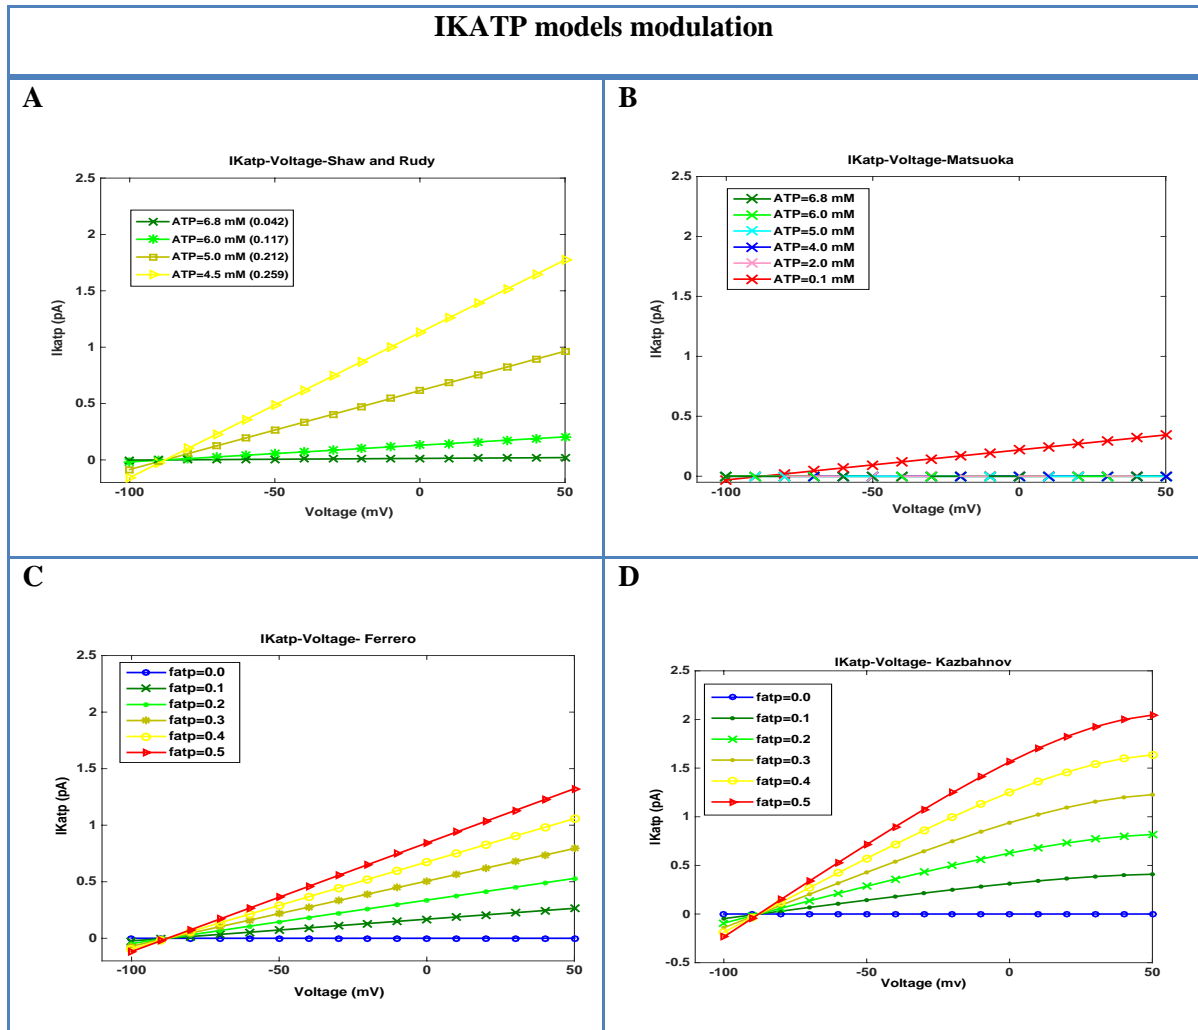 IKATP models modulation
A
IKatp-Voltage-Shaw and Rudy
2.5
2
1.5
1
0.5
0
-100
-50
0
50
Ikatp (pA)
Voltage (mV)
ATP=6.8 mM (0.042)
ATP=6.0 mM (0.117)
ATP=5.0 mM (0.212)
ATP=4.5 mM (0.259)
B
IKatp-Voltage-Matsuoka
2.5
2
1.5
1
0.5
0
-100
-50
0
50
IKatp (pA)
Voltage (mV)
ATP=6.8 mM
ATP=6.0 mM
ATP=5.0 mM
ATP=4.0 mM
ATP=2.0 mM
ATP=0.1 mM
C
IKatp-Voltage- Ferrero
2.5
2
1.5
1
0.5
0
-100
-50
0
50
IKatp (pA)
Voltage (mV)
fatp=0.0
fatp=0.1
fatp=0.2
fatp=0.3
fatp=0.4
fatp=0.5
D
IKatp-Voltage- Kazbahnov
2.5
2
1.5
1
0.5
0
-0.5
-100
-50
0
50
IKatp (pA)
Voltage (mv)
fatp=0.0
fatp=0.1
fatp=0.2
fatp=0.3
fatp=0.4
fatp=0.5